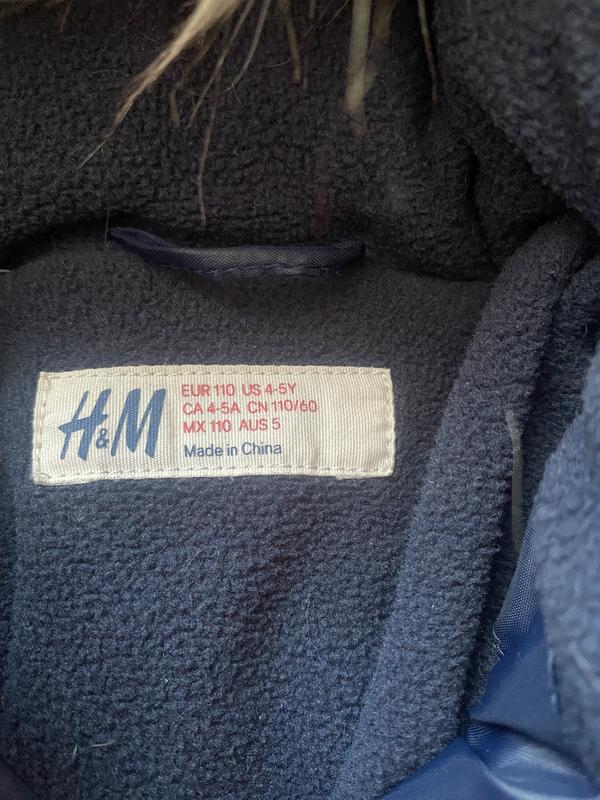 H&M
EUR 110 US 4-5Y
CA 4-5A CN 110/60
MX 110 AUS 5
Made in China